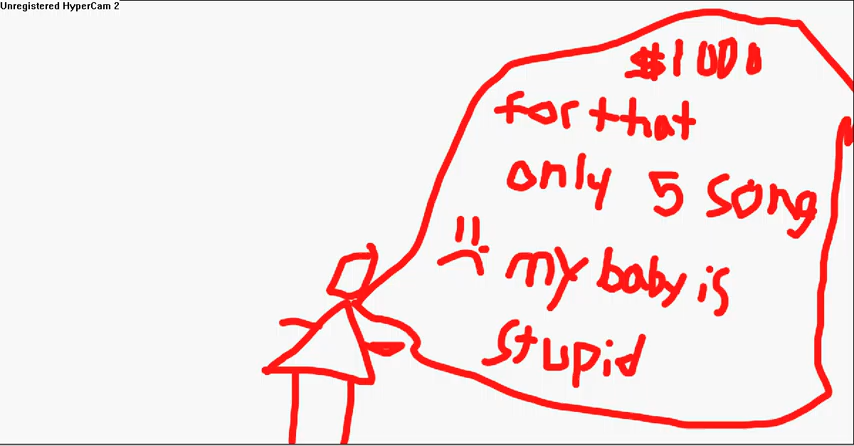 Unregistered HyperCam 2
$1000
for that
only 5 song
:( my baby is
stupid